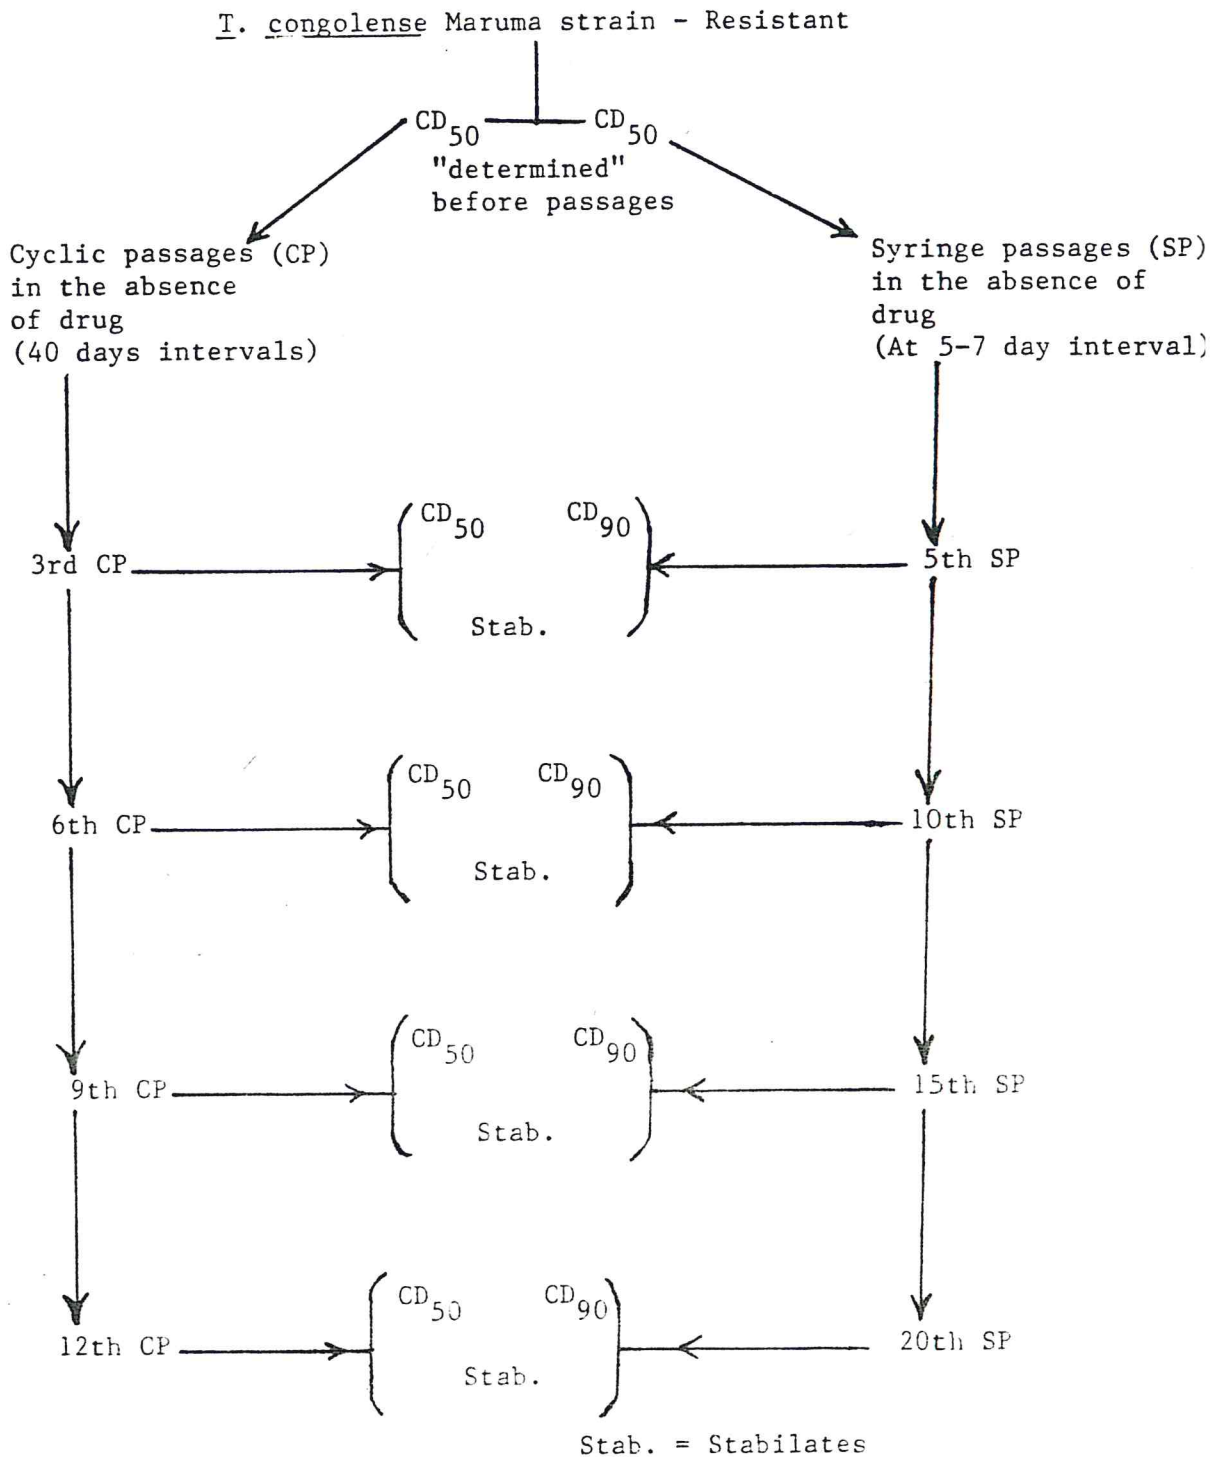 T. congolense Maruma strain - Resistant
CD50 CD50
"determined"
before passages
Cyclic passages (CP)
in the absence
of drug
(40 days intervals)
Syringe passages (SP)
in the absence of
drug
(At 5-7 day interval)
3rd CP
CD50 CD90
Stab.
5th SP
6th CP
CD50 CD90
Stab.
10th SP
9th CP
CD50 CD90
Stab.
15th SP
12th CP
CD50 CD90
Stab.
20th SP
Stab. = Stabilates